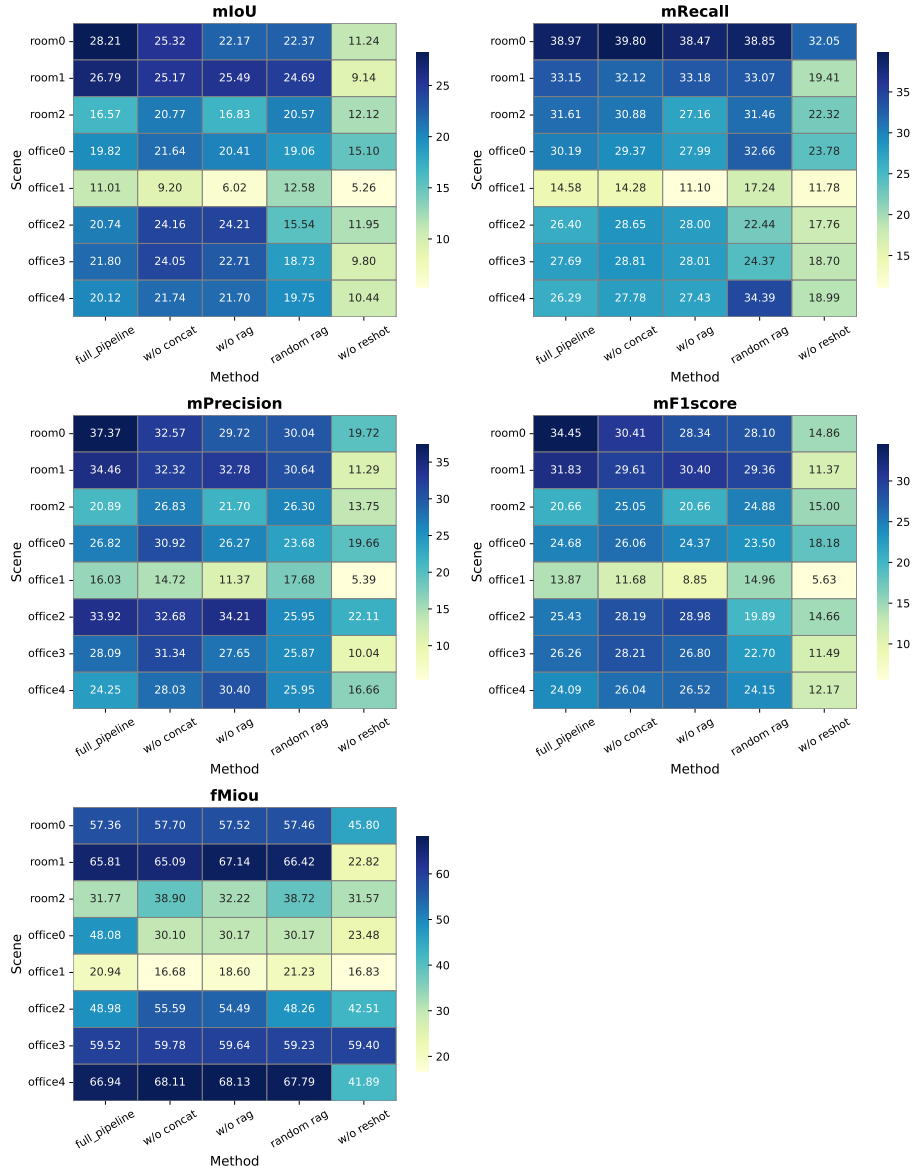 mIoU
room0 28.21 25.32 22.17 22.37 11.24
room1 26.79 25.17 25.49 24.69 9.14
room2 16.57 20.77 16.83 20.57 12.12
office0 19.82 21.64 20.41 19.06 15.10
office1 11.01 9.20 6.02 12.58 5.26
office2 20.74 24.16 24.21 15.54 11.95
office3 21.80 24.05 22.71 18.73 9.80
office4 20.12 21.74 21.70 19.75 10.44
Scene
full_pipeline w/o concat w/o rag random rag w/o reshot
Method
25
20
15
10
mRecall
room0 38.97 39.80 38.47 38.85 32.05
room1 33.15 32.12 33.18 33.07 19.41
room2 31.61 30.88 27.16 31.46 22.32
office0 30.19 29.37 27.99 32.66 23.78
office1 14.58 14.28 11.10 17.24 11.78
office2 26.40 28.65 28.00 22.44 17.76
office3 27.69 28.81 28.01 24.37 18.70
office4 26.29 27.78 27.43 34.39 18.99
Scene
full_pipeline w/o concat w/o rag random rag w/o reshot
Method
35
30
25
20
15
mPrecision
room0 37.37 32.57 29.72 30.04 19.72
room1 34.46 32.32 32.78 30.64 11.29
room2 20.89 26.83 21.70 26.30 13.75
office0 26.82 30.92 26.27 23.68 19.66
office1 16.03 14.72 11.37 17.68 5.39
office2 33.92 32.68 34.21 25.95 22.11
office3 28.09 31.34 27.65 25.87 10.04
office4 24.25 28.03 30.40 25.95 16.66
Scene
full_pipeline w/o concat w/o rag random rag w/o reshot
Method
35
30
25
20
15
10
mF1score
room0 34.45 30.41 28.34 28.10 14.86
room1 31.83 29.61 30.40 29.36 11.37
room2 20.66 25.05 20.66 24.88 15.00
office0 24.68 26.06 24.37 23.50 18.18
office1 13.87 11.68 8.85 14.96 5.63
office2 25.43 28.19 28.98 19.89 14.66
office3 26.26 28.21 26.80 22.70 11.49
office4 24.09 26.04 26.52 24.15 12.17
Scene
full_pipeline w/o concat w/o rag random rag w/o reshot
Method
30
25
20
15
10
fMiou
room0 57.36 57.70 57.52 57.46 45.80
room1 65.81 65.09 67.14 66.42 22.82
room2 31.77 38.90 32.22 38.72 31.57
office0 48.08 30.10 30.17 30.17 23.48
office1 20.94 16.68 18.60 21.23 16.83
office2 48.98 55.59 54.49 48.26 42.51
office3 59.52 59.78 59.64 59.23 59.40
office4 66.94 68.11 68.13 67.79 41.89
Scene
full_pipeline w/o concat w/o rag random rag w/o reshot
Method
60
50
40
30
20